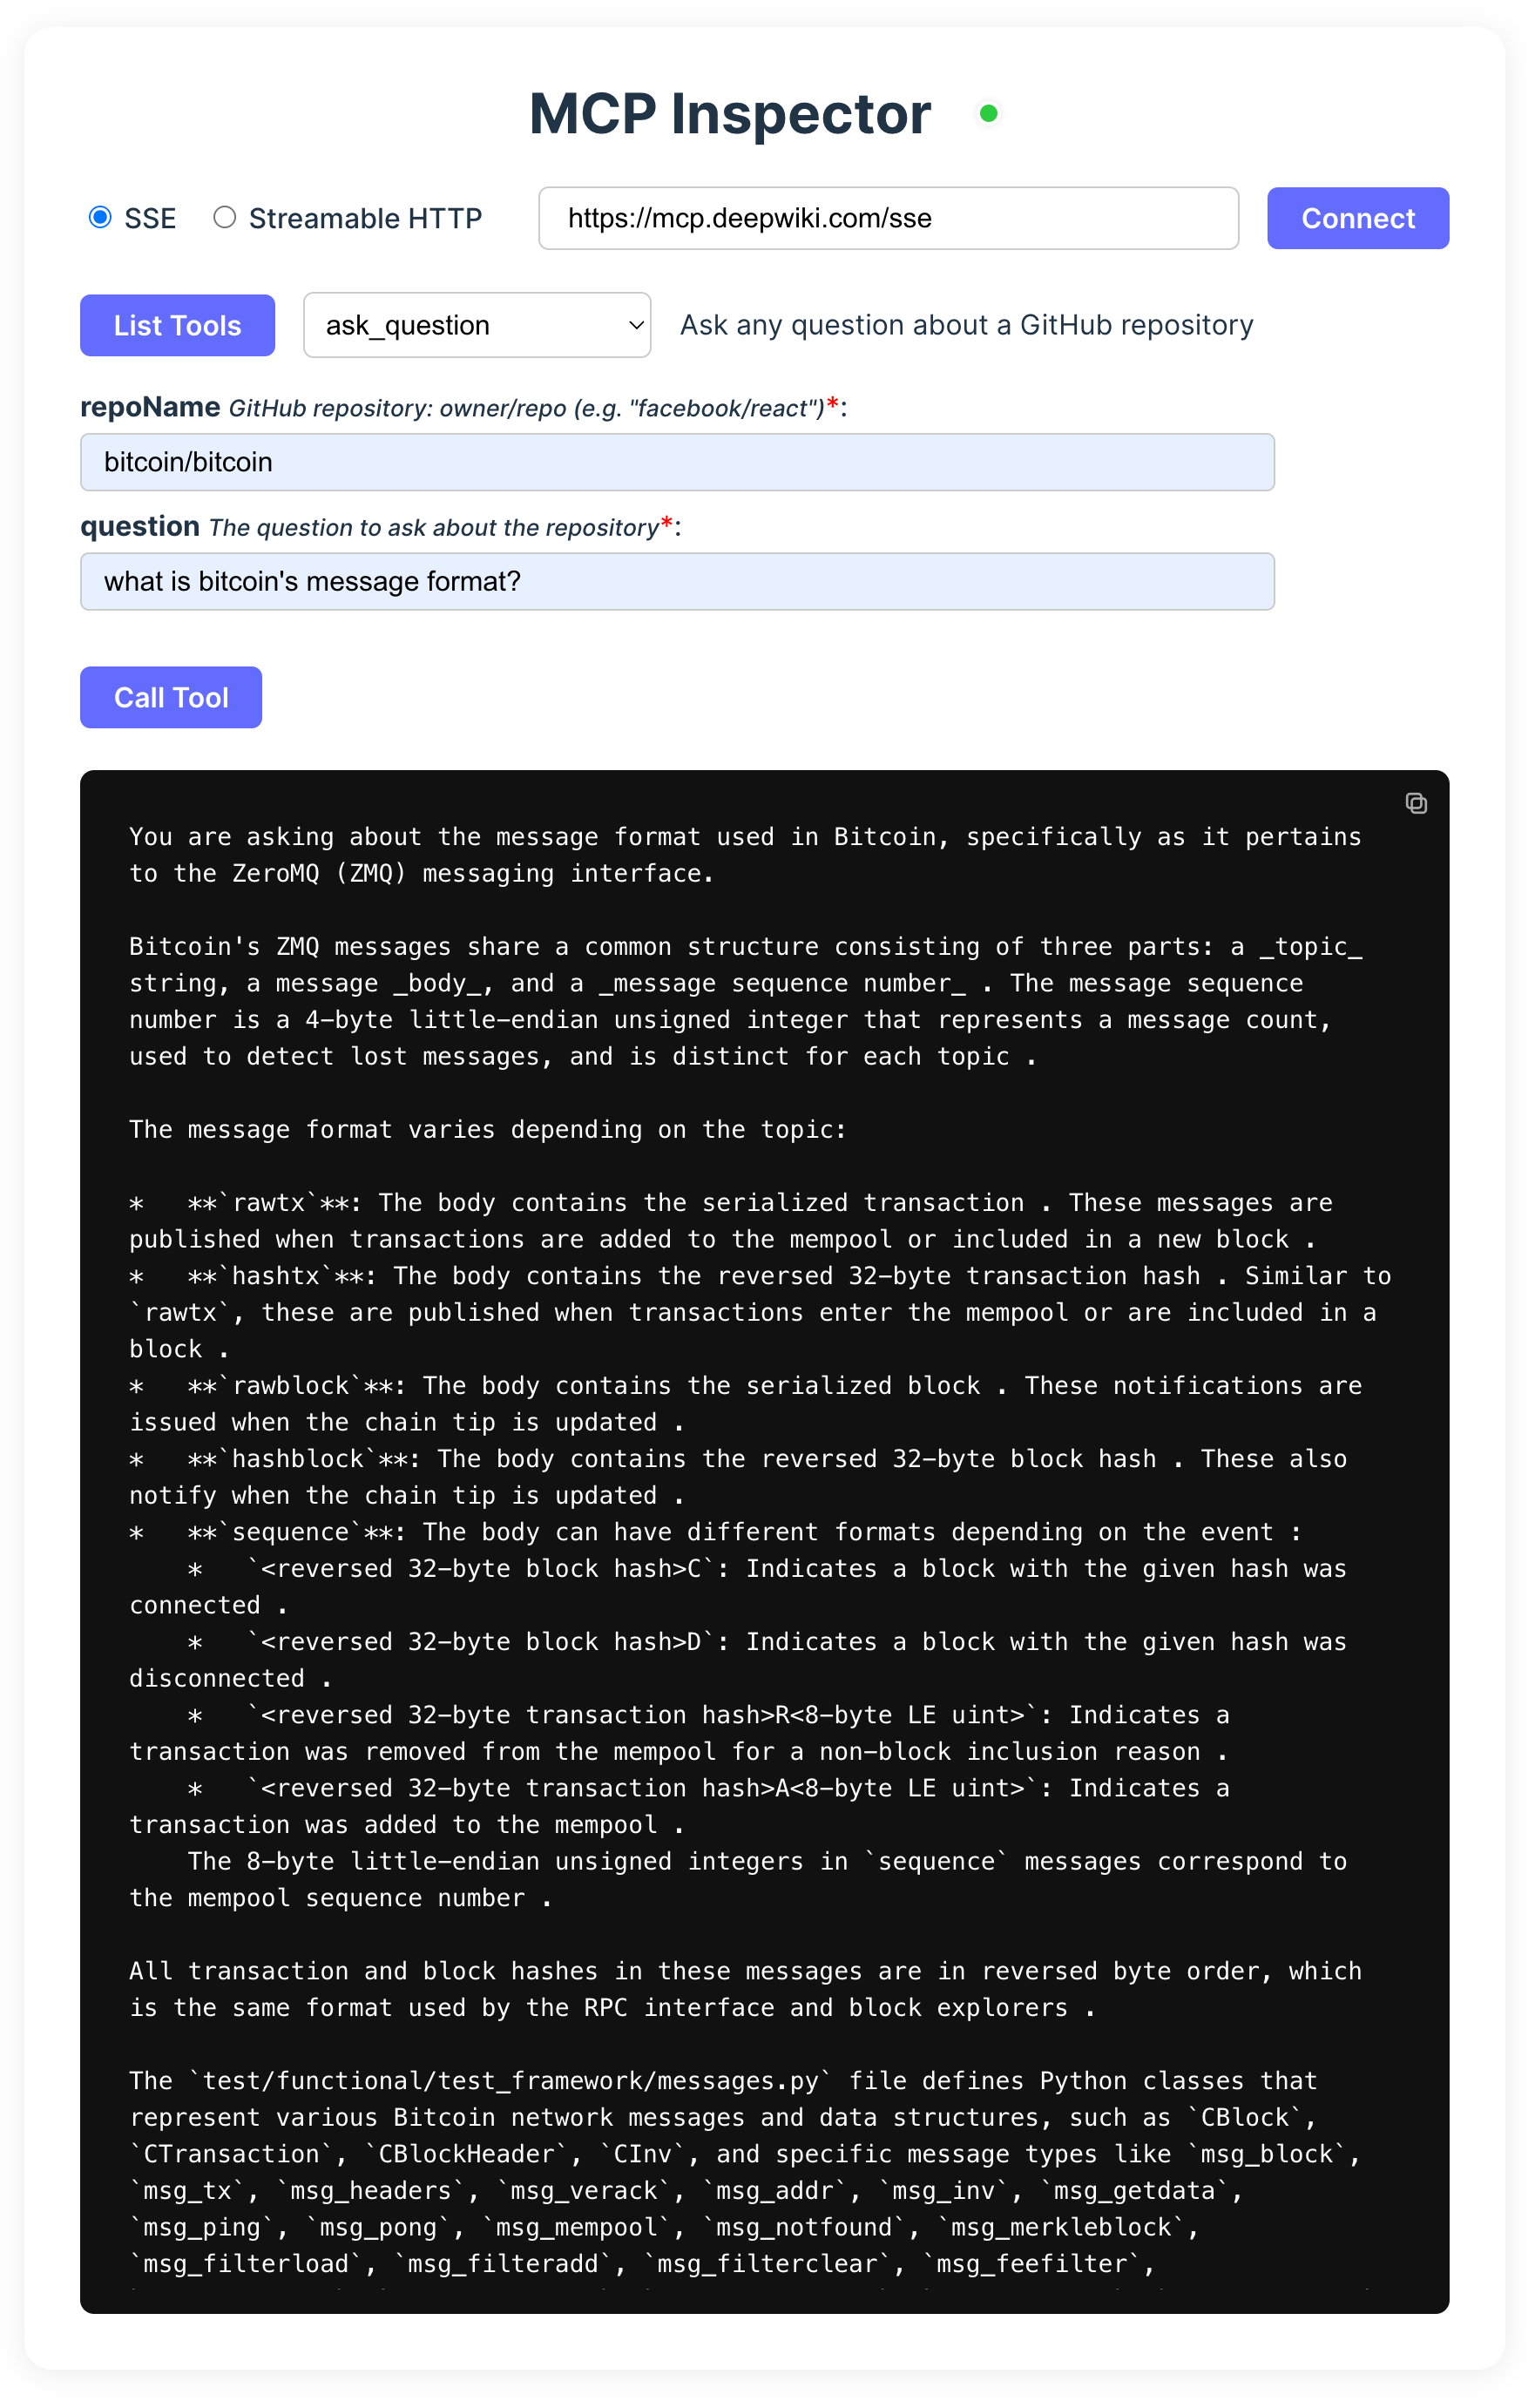 MCP Inspector
SSE Streamable HTTP https://mcp.deepwiki.com/sse Connect
List Tools ask_question Ask any question about a GitHub repository
repoName GitHub repository: owner/repo (e.g. "facebook/react")*:
bitcoin/bitcoin
question The question to ask about the repository*:
what is bitcoin's message format?
Call Tool
You are asking about the message format used in Bitcoin, specifically as it pertains
to the ZeroMQ (ZMQ) messaging interface.
Bitcoin's ZMQ messages share a common structure consisting of three parts: a _topic_
string, a message _body_, and a _message sequence number_ . The message sequence
number is a 4-byte little-endian unsigned integer that represents a message count,
used to detect lost messages, and is distinct for each topic .
The message format varies depending on the topic:
*   **`rawtx`**: The body contains the serialized transaction . These messages are
published when transactions are added to the mempool or included in a new block .
*   **`hashtx`**: The body contains the reversed 32-byte transaction hash . Similar to
`rawtx`, these are published when transactions enter the mempool or are included in a
block .
*   **`rawblock`**: The body contains the serialized block . These notifications are
issued when the chain tip is updated .
*   **`hashblock`**: The body contains the reversed 32-byte block hash . These also
notify when the chain tip is updated .
*   **`sequence`**: The body can have different formats depending on the event :
    *   `<reversed 32-byte block hash>C`: Indicates a block with the given hash was
connected .
    *   `<reversed 32-byte block hash>D`: Indicates a block with the given hash was
disconnected .
    *   `<reversed 32-byte transaction hash>R<8-byte LE uint>`: Indicates a
transaction was removed from the mempool for a non-block inclusion reason .
    *   `<reversed 32-byte transaction hash>A<8-byte LE uint>`: Indicates a
transaction was added to the mempool .
    The 8-byte little-endian unsigned integers in `sequence` messages correspond to
the mempool sequence number .
All transaction and block hashes in these messages are in reversed byte order, which
is the same format used by the RPC interface and block explorers .
The `test/functional/test_framework/messages.py` file defines Python classes that
represent various Bitcoin network messages and data structures, such as `CBlock`,
`CTransaction`, `CBlockHeader`, `CInv`, and specific message types like `msg_block`,
`msg_tx`, `msg_headers`, `msg_verack`, `msg_addr`, `msg_inv`, `msg_getdata`,
`msg_ping`, `msg_pong`, `msg_mempool`, `msg_notfound`, `msg_merkleblock`,
`msg_filterload`, `msg_filteradd`, `msg_filterclear`, `msg_feefilter`,